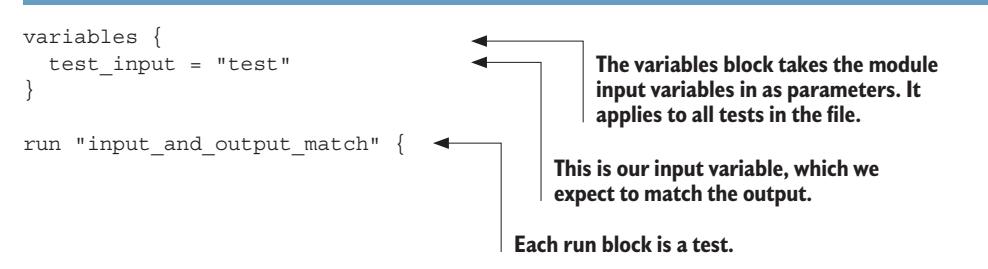 variables {
  test_input = "test"
}
run "input_and_output_match" {
The variables block takes the module
input variables in as parameters. It
applies to all tests in the file.
This is our input variable, which we
expect to match the output.
Each run block is a test.